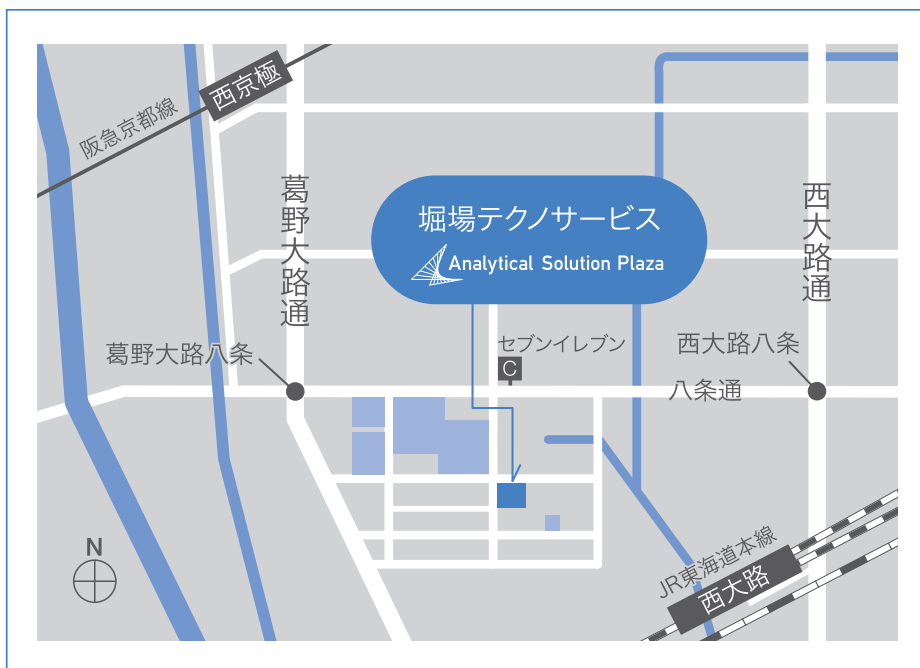 西京極
阪急京都線
葛野大路通
西大路通
堀場テクノサービス
Analytical Solution Plaza
セブンイレブン
C
葛野大路八条
西大路八条
八条通
N
JR東海道本線
西大路